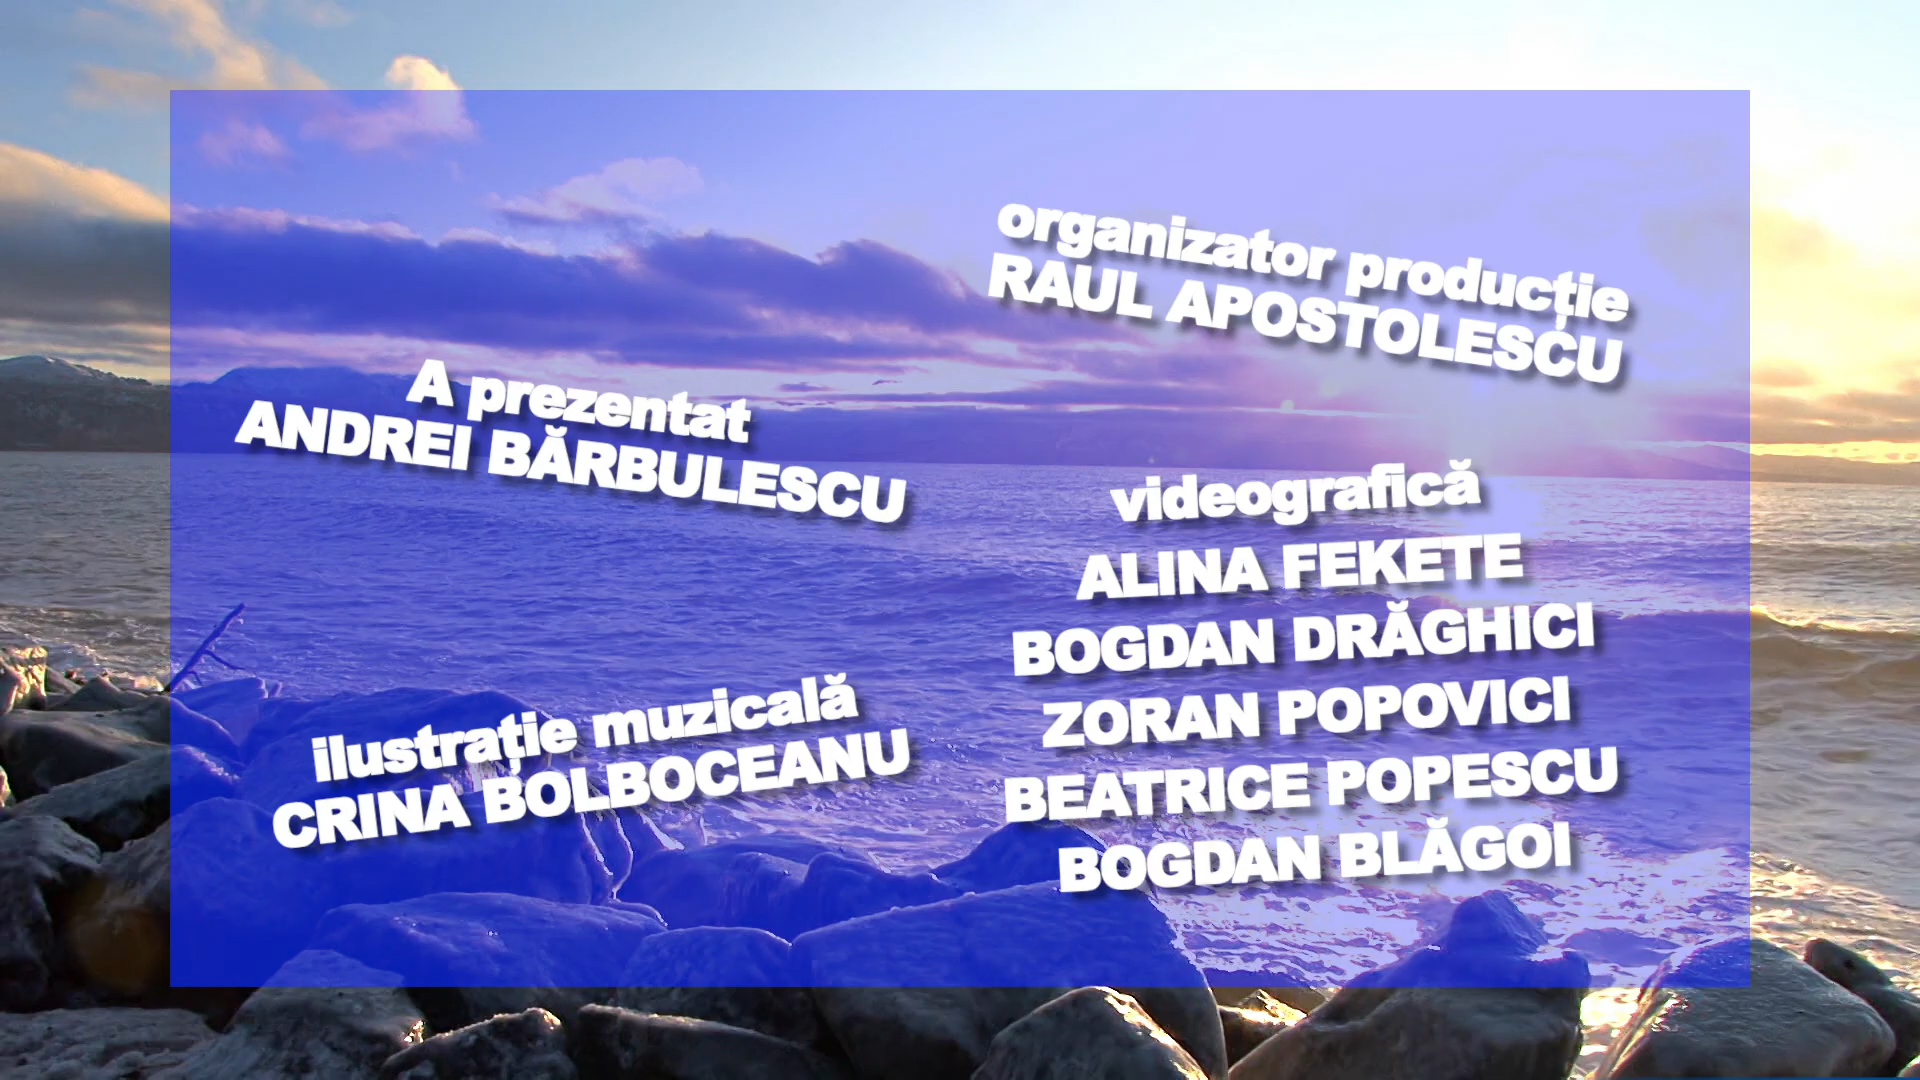 A prezentat
ANDREI BĂRBULESCU
ilustrație muzicală
CRINA BOLBOCEANU
organizator producție
RAUL APOSTOLESCU
videografică
ALINA FEKETE
BOGDAN DRĂGHICI
ZORAN POPOVICI
BEATRICE POPESCU
BOGDAN BLĂGOI